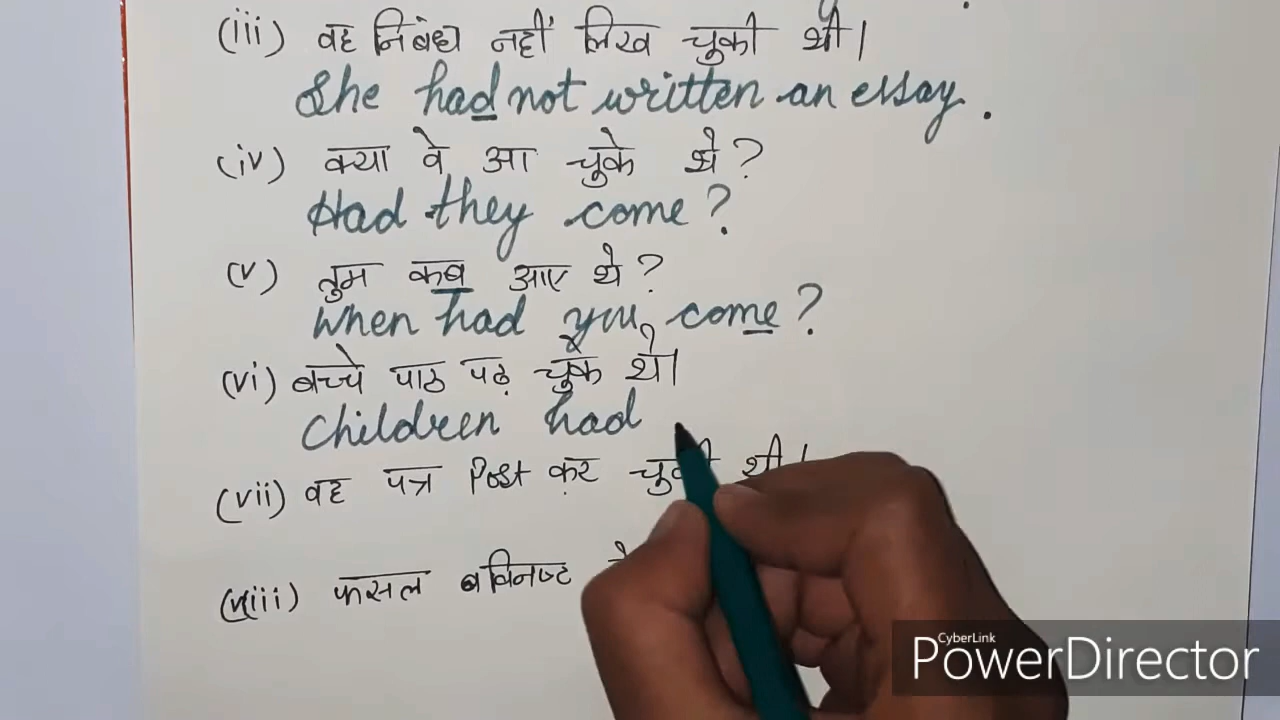 (iii) वह निबंध नहीं लिख चुकी थी।
She had not written an essay.
(iv) क्या वे आ चुके थे?
Had they come?
(v) तुम कब आए थे?
When had you come?
(vi) बच्चे पाठ पढ़ चुके थे।
Children had
(vii) वह पत्र Post कर चुकी थी।
(viii) फसल
CyberLink
PowerDirector